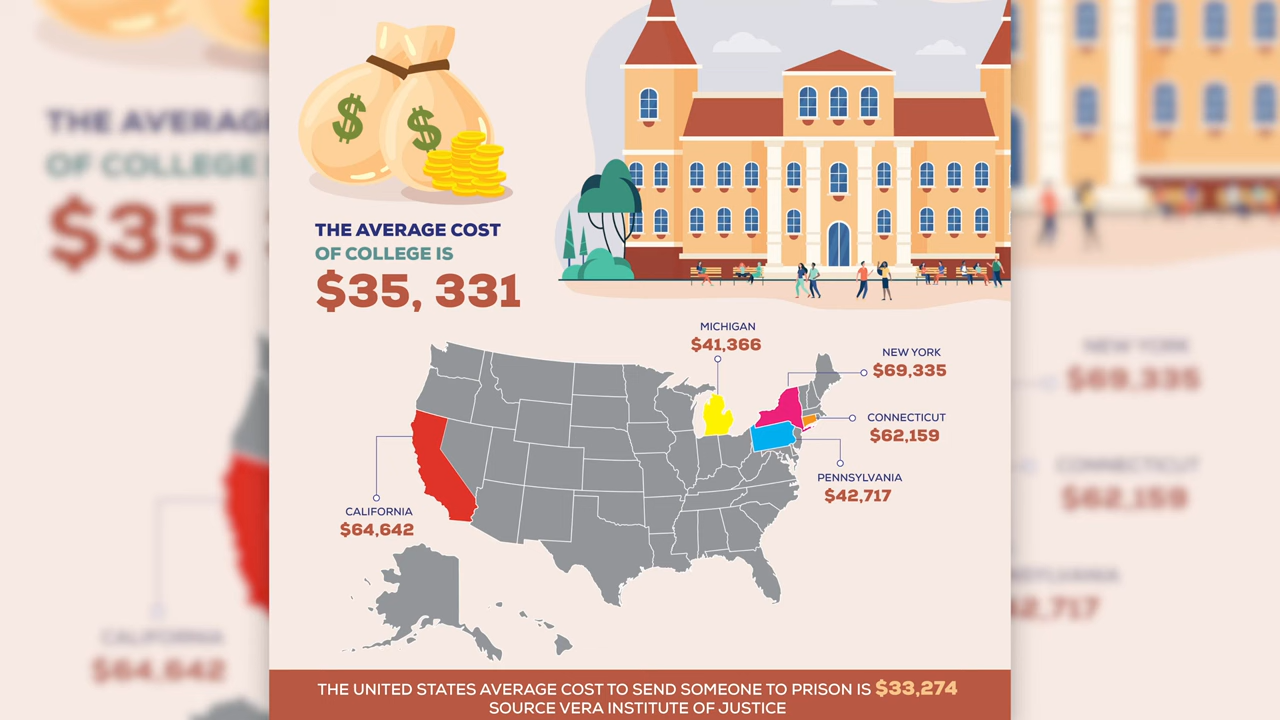 $
$
THE AVERAGE COST
OF COLLEGE IS
$35, 331
MICHIGAN
$41,366
NEW YORK
$69,335
CONNECTICUT
$62,159
PENNSYLVANIA
$42,717
CALIFORNIA
$64,642
THE UNITED STATES AVERAGE COST TO SEND SOMEONE TO PRISON IS $33,274
SOURCE VERA INSTITUTE OF JUSTICE